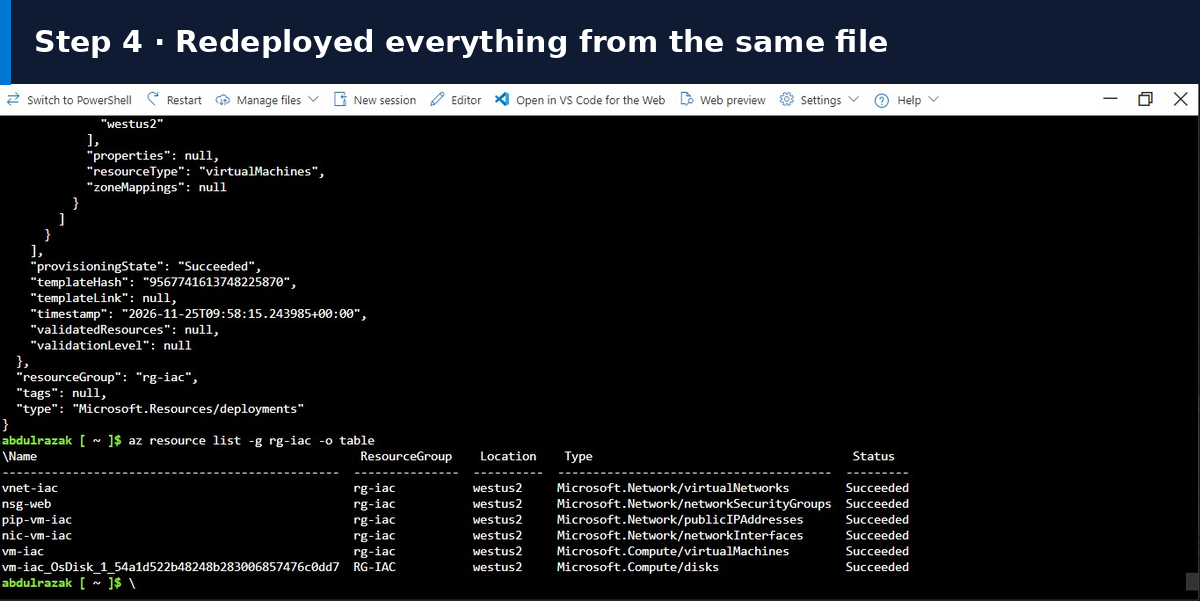 Step 4 · Redeployed everything from the same file
Switch to PowerShell Restart Manage files New session Editor Open in VS Code for the Web Web preview Settings Help
"westus2"
],
"properties": null,
"resourceType": "virtualMachines",
"zoneMappings": null
}
]
}
],
"provisioningState": "Succeeded",
"templateHash": "9567741613748225870",
"templateLink": null,
"timestamp": "2026-11-25T09:58:15.243985+00:00",
"validatedResources": null,
"validationLevel": null
},
"resourceGroup": "rg-iac",
"tags": null,
"type": "Microsoft.Resources/deployments"
}
abdulrazak [ ~ ]$ az resource list -g rg-iac -o table
\Name ResourceGroup Location Type Status
--------------------------------------------- --------------- ---------- ------------------------------------- --------
vnet-iac rg-iac westus2 Microsoft.Network/virtualNetworks Succeeded
nsg-web rg-iac westus2 Microsoft.Network/networkSecurityGroups Succeeded
pip-vm-iac rg-iac westus2 Microsoft.Network/publicIPAddresses Succeeded
nic-vm-iac rg-iac westus2 Microsoft.Network/networkInterfaces Succeeded
vm-iac rg-iac westus2 Microsoft.Compute/virtualMachines Succeeded
vm-iac_OsDisk_1_54a1d522b48248b283006857476c0dd7 RG-IAC westus2 Microsoft.Compute/disks Succeeded
abdulrazak [ ~ ]$ \